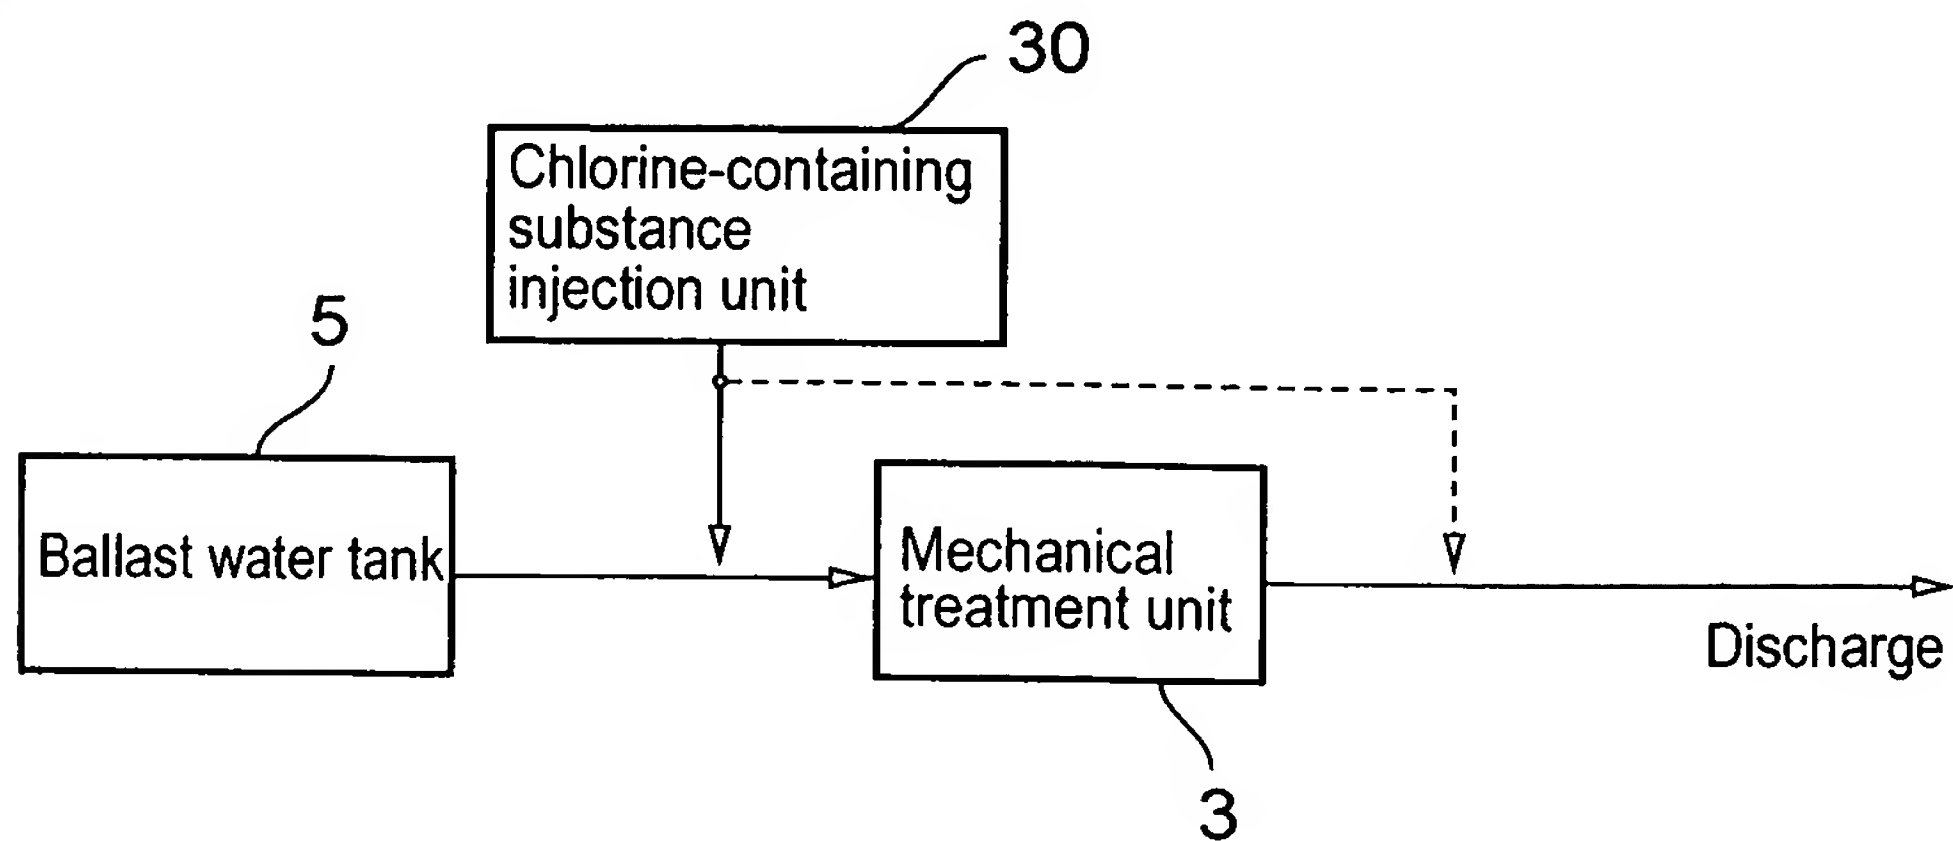 30
Chlorine-containing
substance
injection unit
5
Ballast water tank
Mechanical
treatment unit
Discharge
3